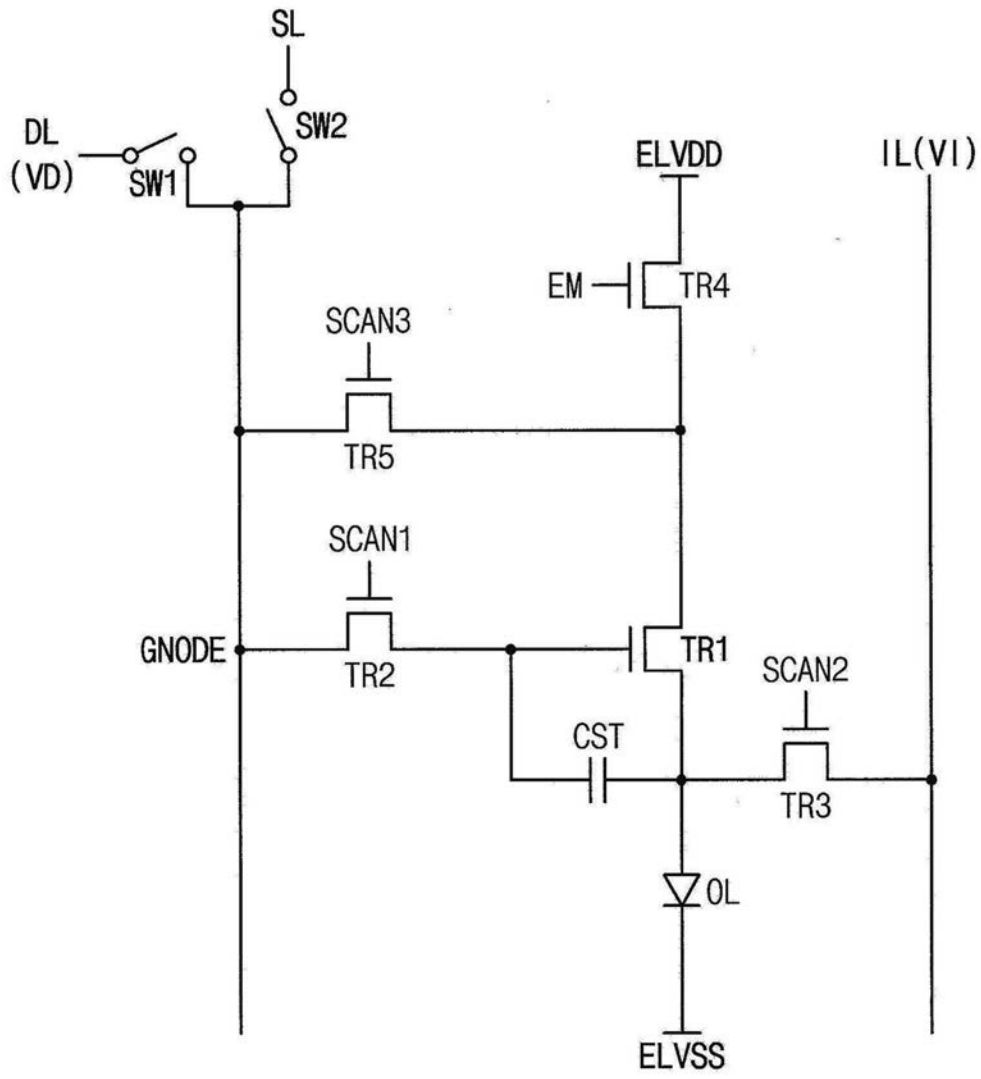 SL
DL
(VD)
SW1
SW2
ELVDD
IL(VI)
EM
TR4
SCAN3
TR5
SCAN1
GNODE
TR2
TR1
SCAN2
CST
TR3
OL
ELVSS